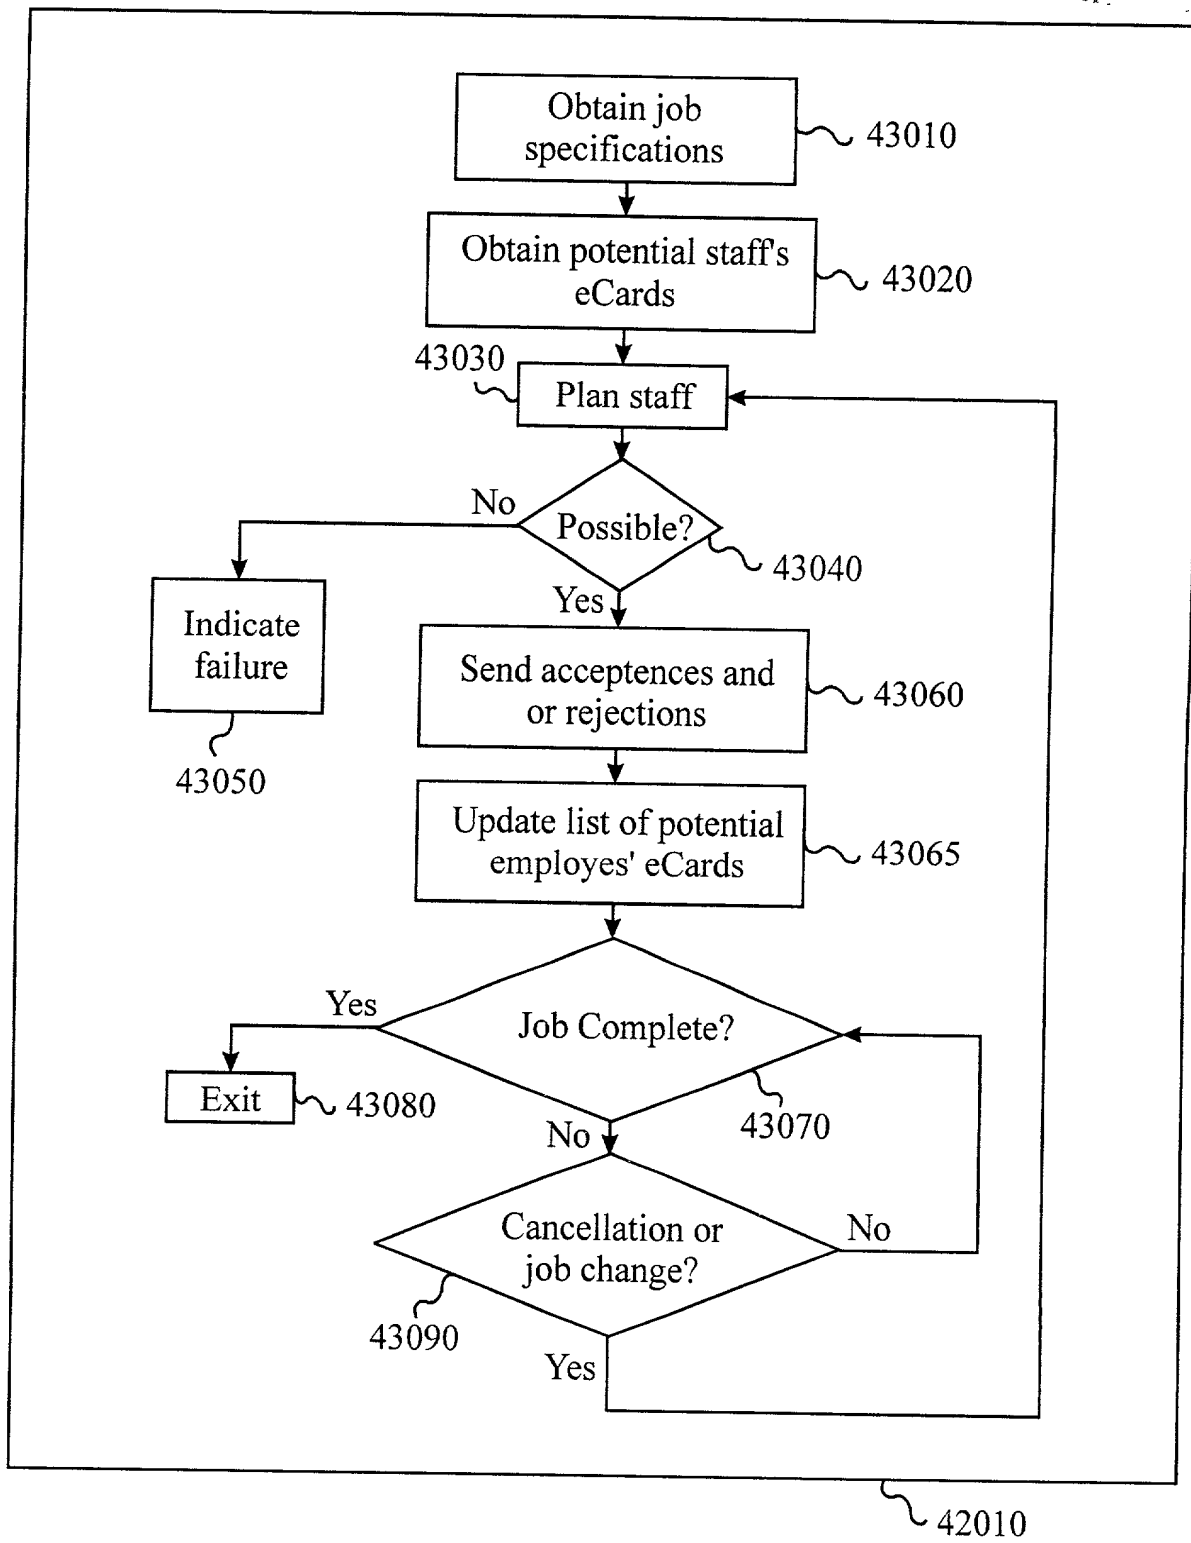 Obtain job
specifications
43010
Obtain potential staff's
eCards
43020
43030
Plan staff
No
Possible?
43040
Yes
Indicate
failure
43050
Send acceptences and
or rejections
43060
Update list of potential
employes' eCards
43065
Yes
Job Complete?
43070
Exit
43080
No
Cancellation or
job change?
No
43090
Yes
42010